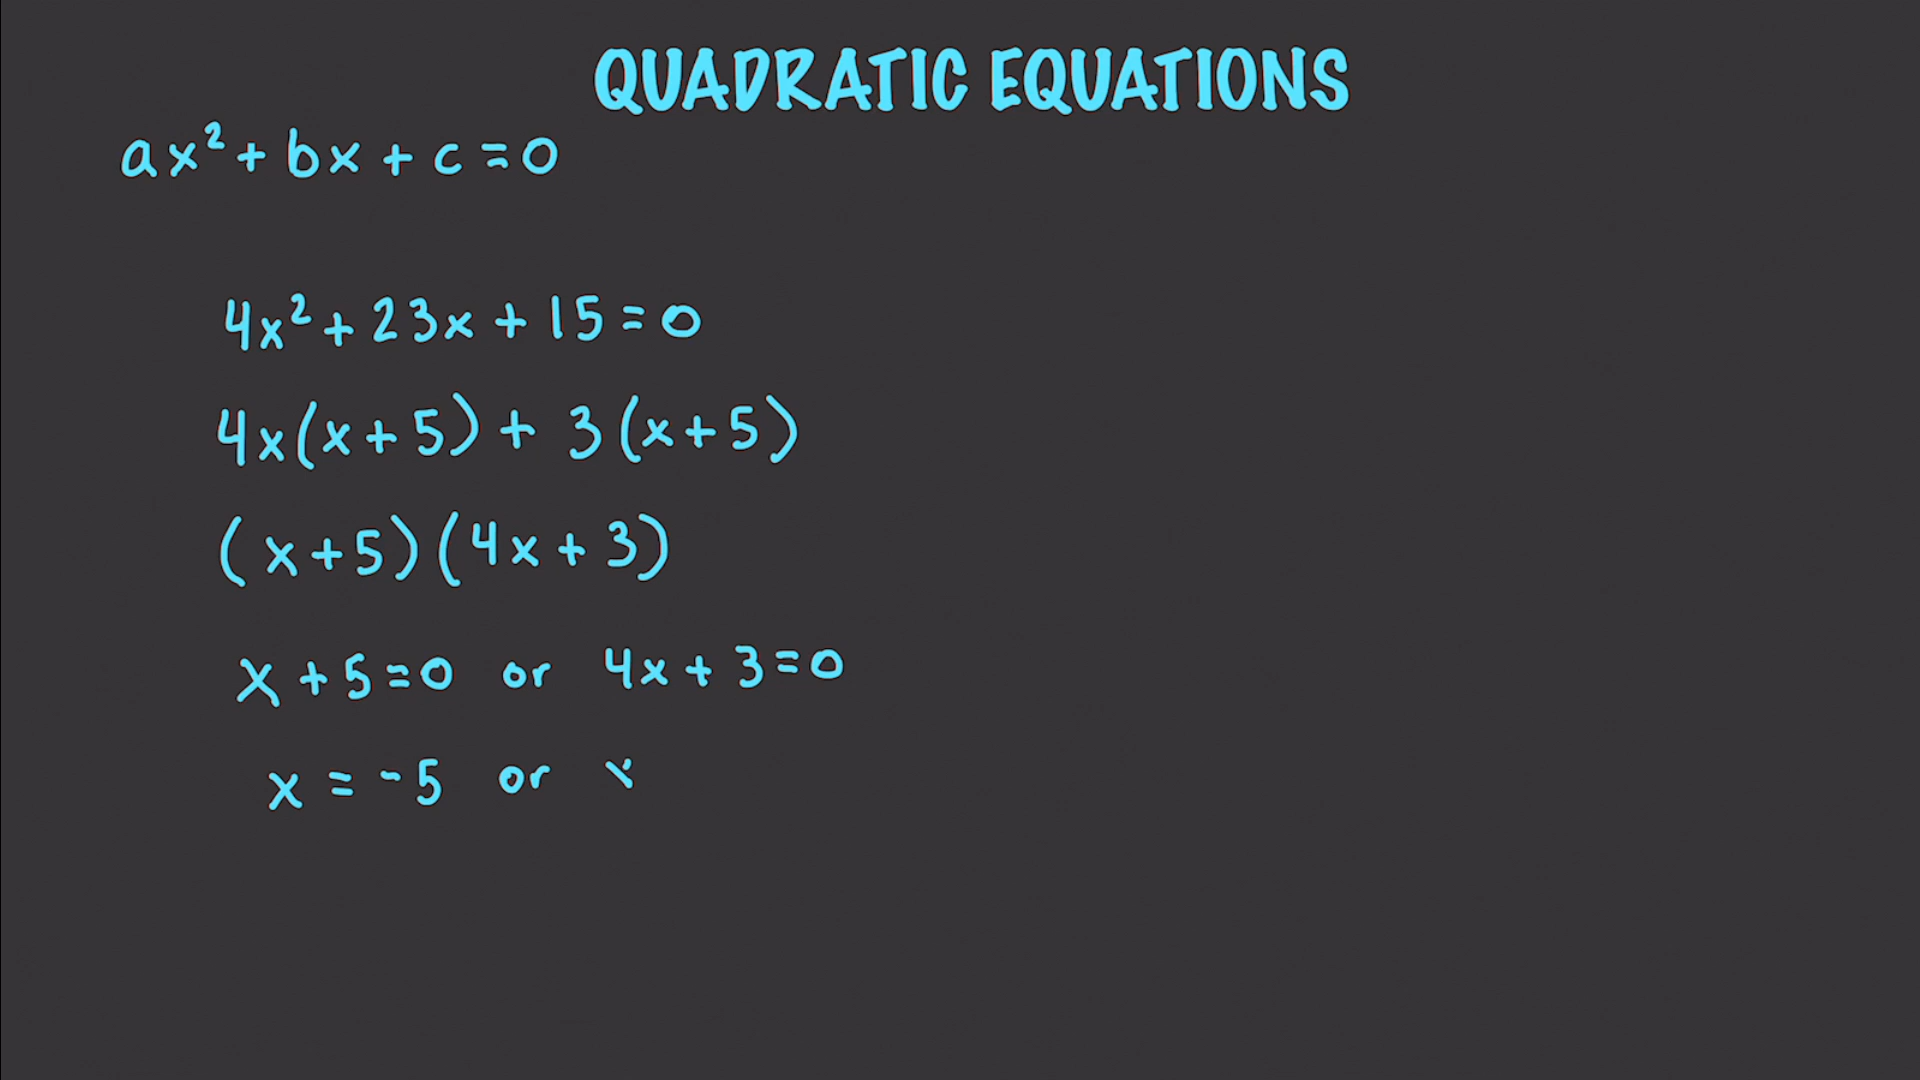 QUADRATIC EQUATIONS
ax²+bx+c=0
4x²+23x+15=0
4x(x+5)+3(x+5)
(x+5)(4x+3)
x+5=0 or 4x+3=0
x=-5 or x